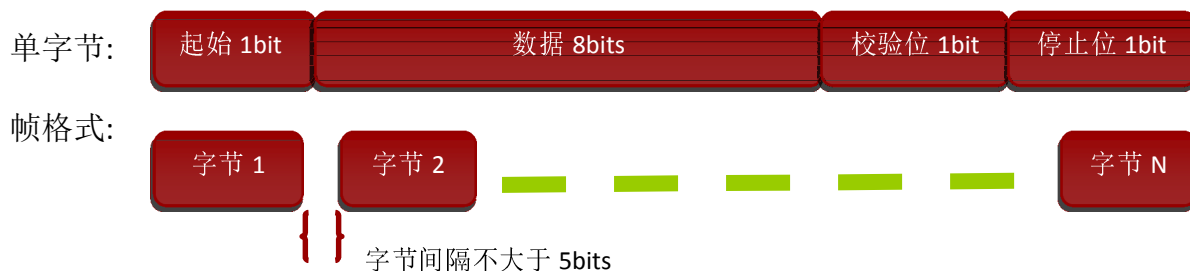 单字节: 起始 1bit 数据 8bits 校验位 1bit 停止位 1bit
帧格式:
字节 1 字节 2 字节 N
字节间隔不大于 5bits